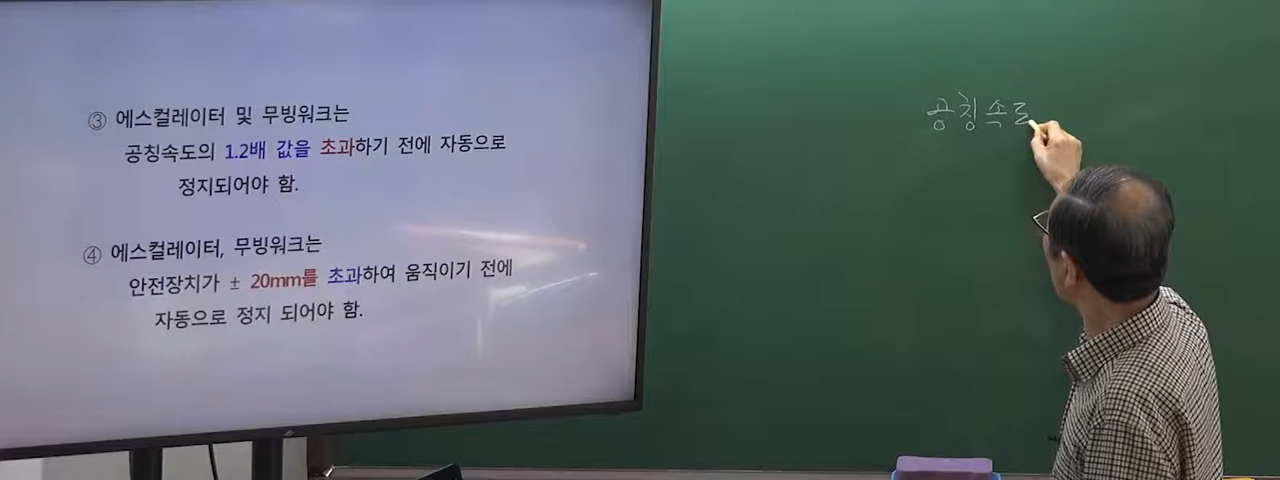 ③ 에스컬레이터 및 무빙워크는
공칭속도의 1.2배 값을 초과하기 전에 자동으로
정지되어야 함.
④ 에스컬레이터, 무빙워크는
안전장치가 ± 20mm를 초과하여 움직이기 전에
자동으로 정지 되어야 함.
공칭속